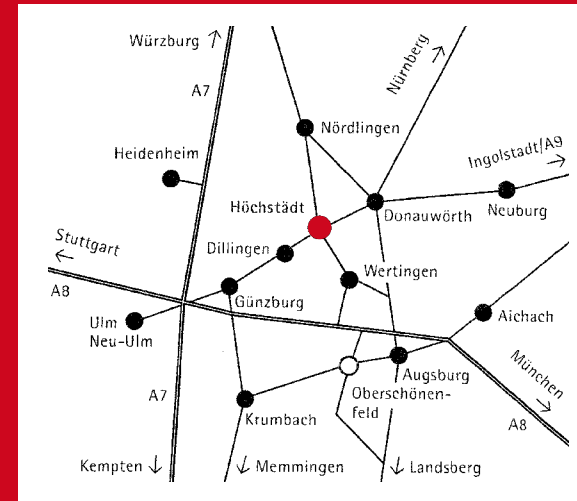 Würzburg
A7
Nürnberg
Nördlingen
Heidenheim
Ingolstadt/A9
Höchstädt
Donauwörth
Neuburg
Stuttgart
Dillingen
Wertingen
A8
Günzburg
Ulm
Neu-Ulm
Aichach
München
Augsburg
Oberschönen-
feld
A7
Krumbach
A8
Kempten
Memmingen
Landsberg